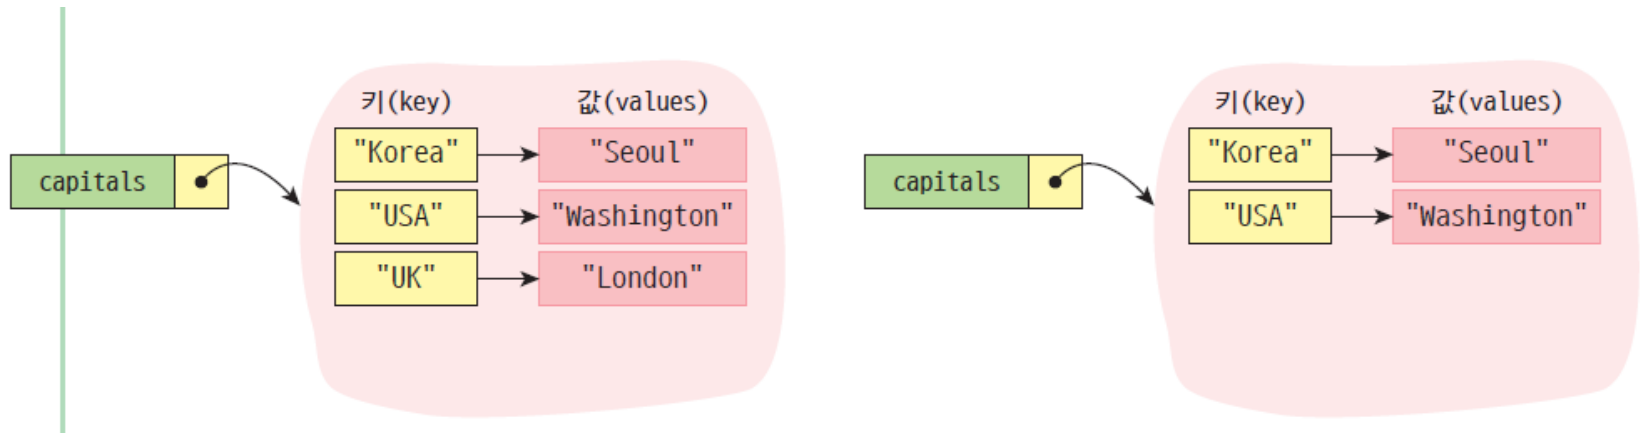 키(key) 값(values)
"Korea" "Seoul"
capitals
"USA" "Washington"
"UK" "London"
키(key) 값(values)
"Korea" "Seoul"
capitals
"USA" "Washington"